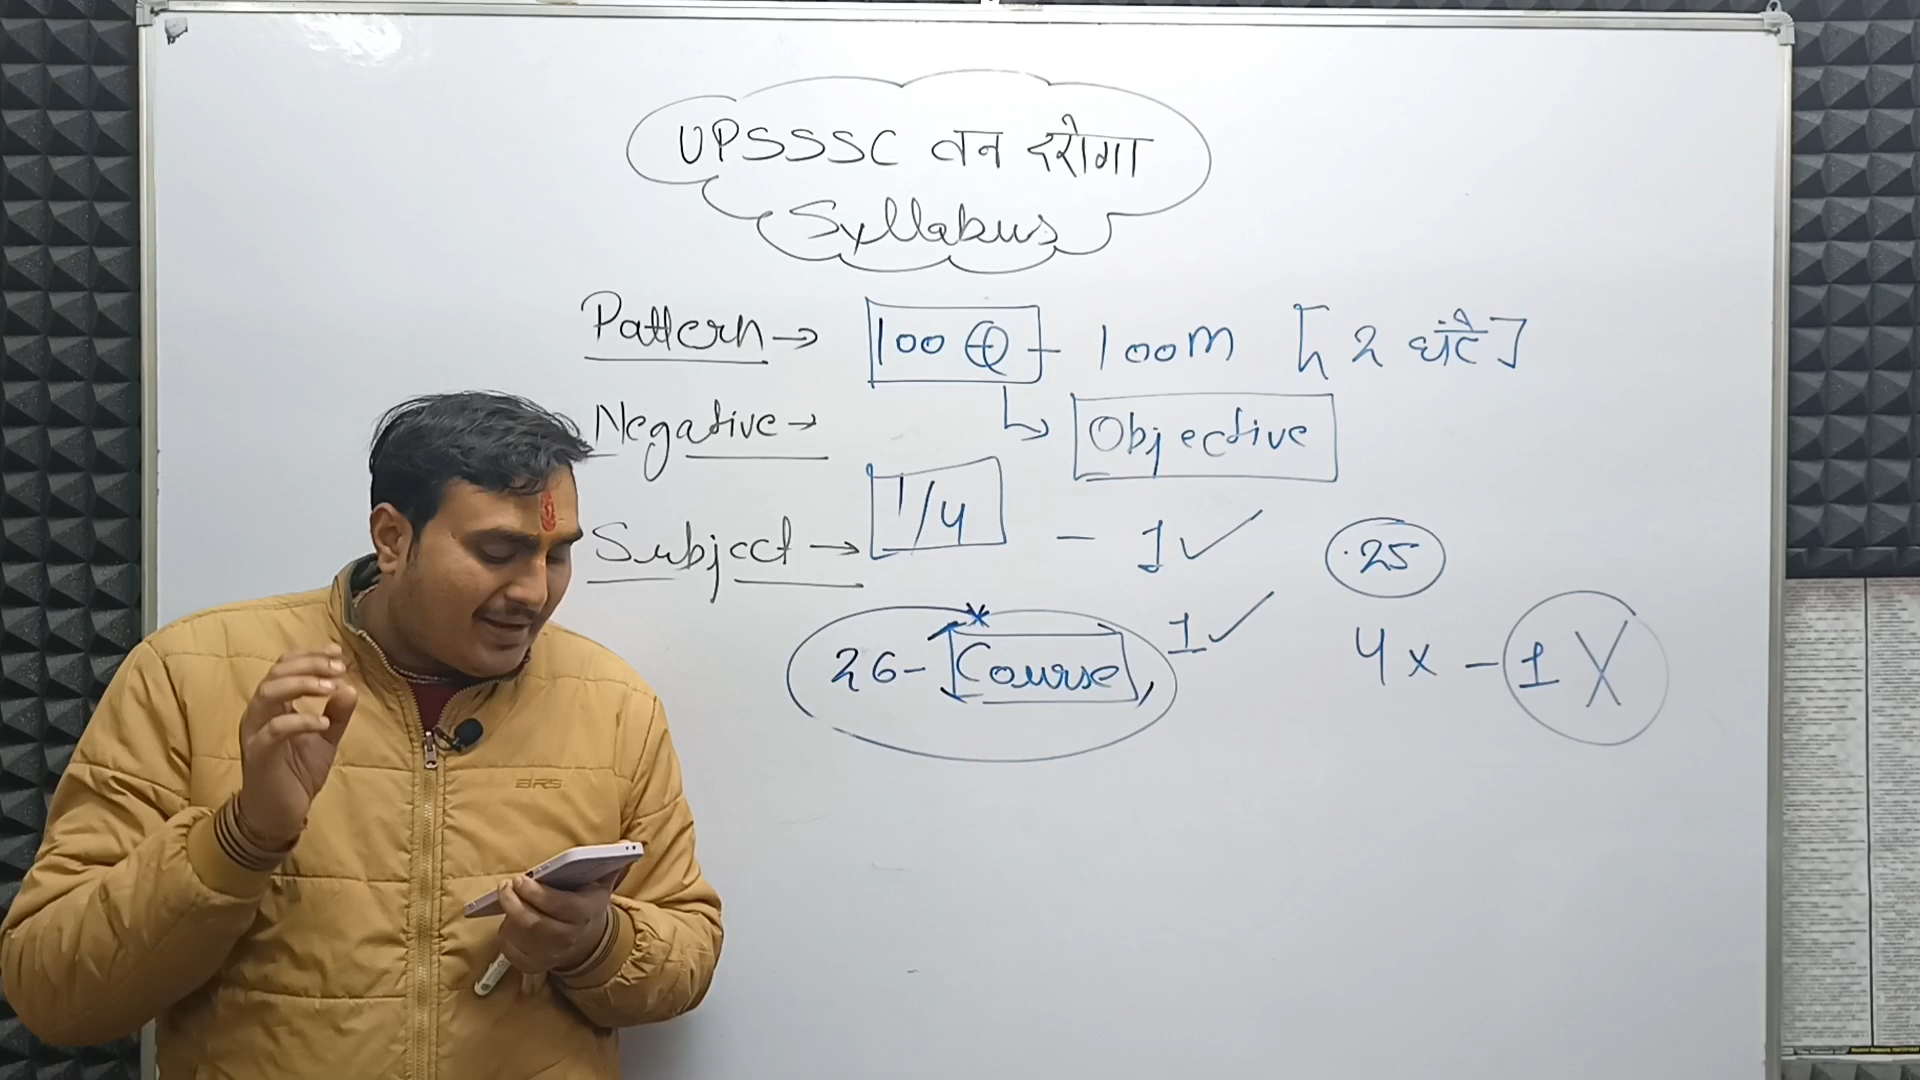 UPSSSC वन दरोगा
Syllabus
Pattern → 100 Q - 100M [2 घंटे]
Negative →
Objective
Subject → 1/4 - 1 ✓ .25
26 - Course, 1 ✓ 4x - 1 X
BRS